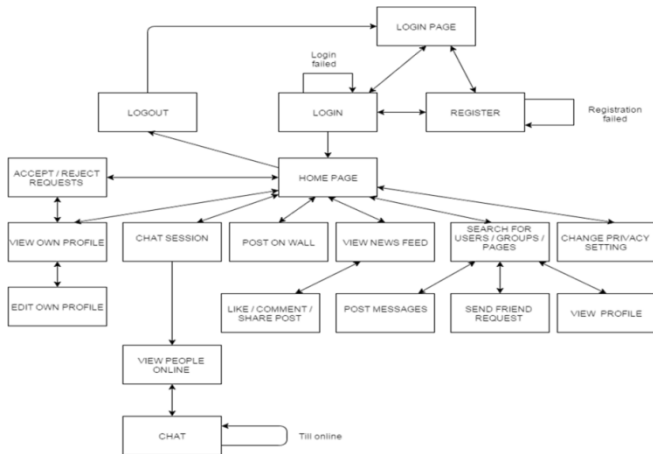 LOGIN PAGE
Login
failed
LOGOUT
LOGIN
REGISTER
Registration
failed
ACCEPT / REJECT
REQUESTS
HOME PAGE
VIEW OWN PROFILE
CHAT SESSION
POST ON WALL
VIEW NEWS FEED
SEARCH FOR
USERS / GROUPS /
PAGES
CHANGE PRIVACY
SETTING
EDIT OWN PROFILE
LIKE / COMMENT /
SHARE POST
POST MESSAGES
SEND FRIEND
REQUEST
VIEW PROFILE
VIEW PEOPLE
ONLINE
CHAT
Till online